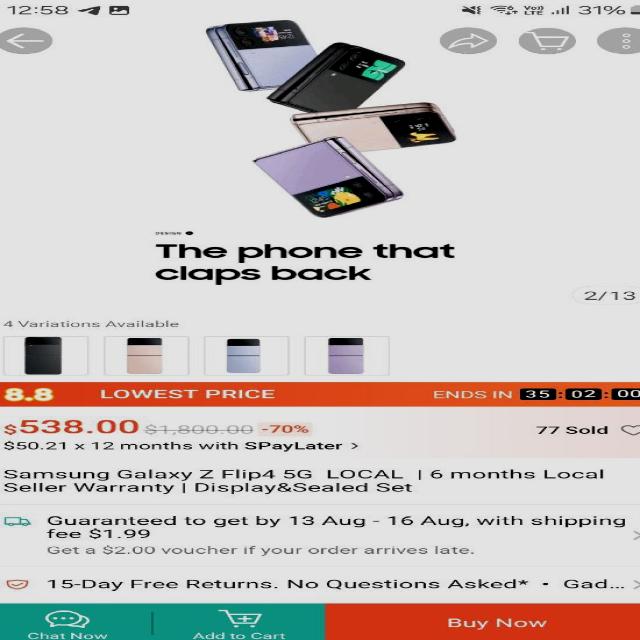 12:58
Voo LTE 31%
DESIGN
The phone that
claps back
2/13
4 Variations Available
8.8 LOWEST PRICE ENDS IN 35:02:00
$538.00 $1,800.00 -70% 77 Sold
$50.21 x 12 months with SPayLater >
Samsung Galaxy Z Flip4 5G LOCAL | 6 months Local
Seller Warranty | Display&Sealed Set
Guaranteed to get by 13 Aug - 16 Aug, with shipping
fee $1.99
Get a $2.00 voucher if your order arrives late.
15-Day Free Returns. No Questions Asked* • Gad...
Chat Now Add to Cart Buy Now